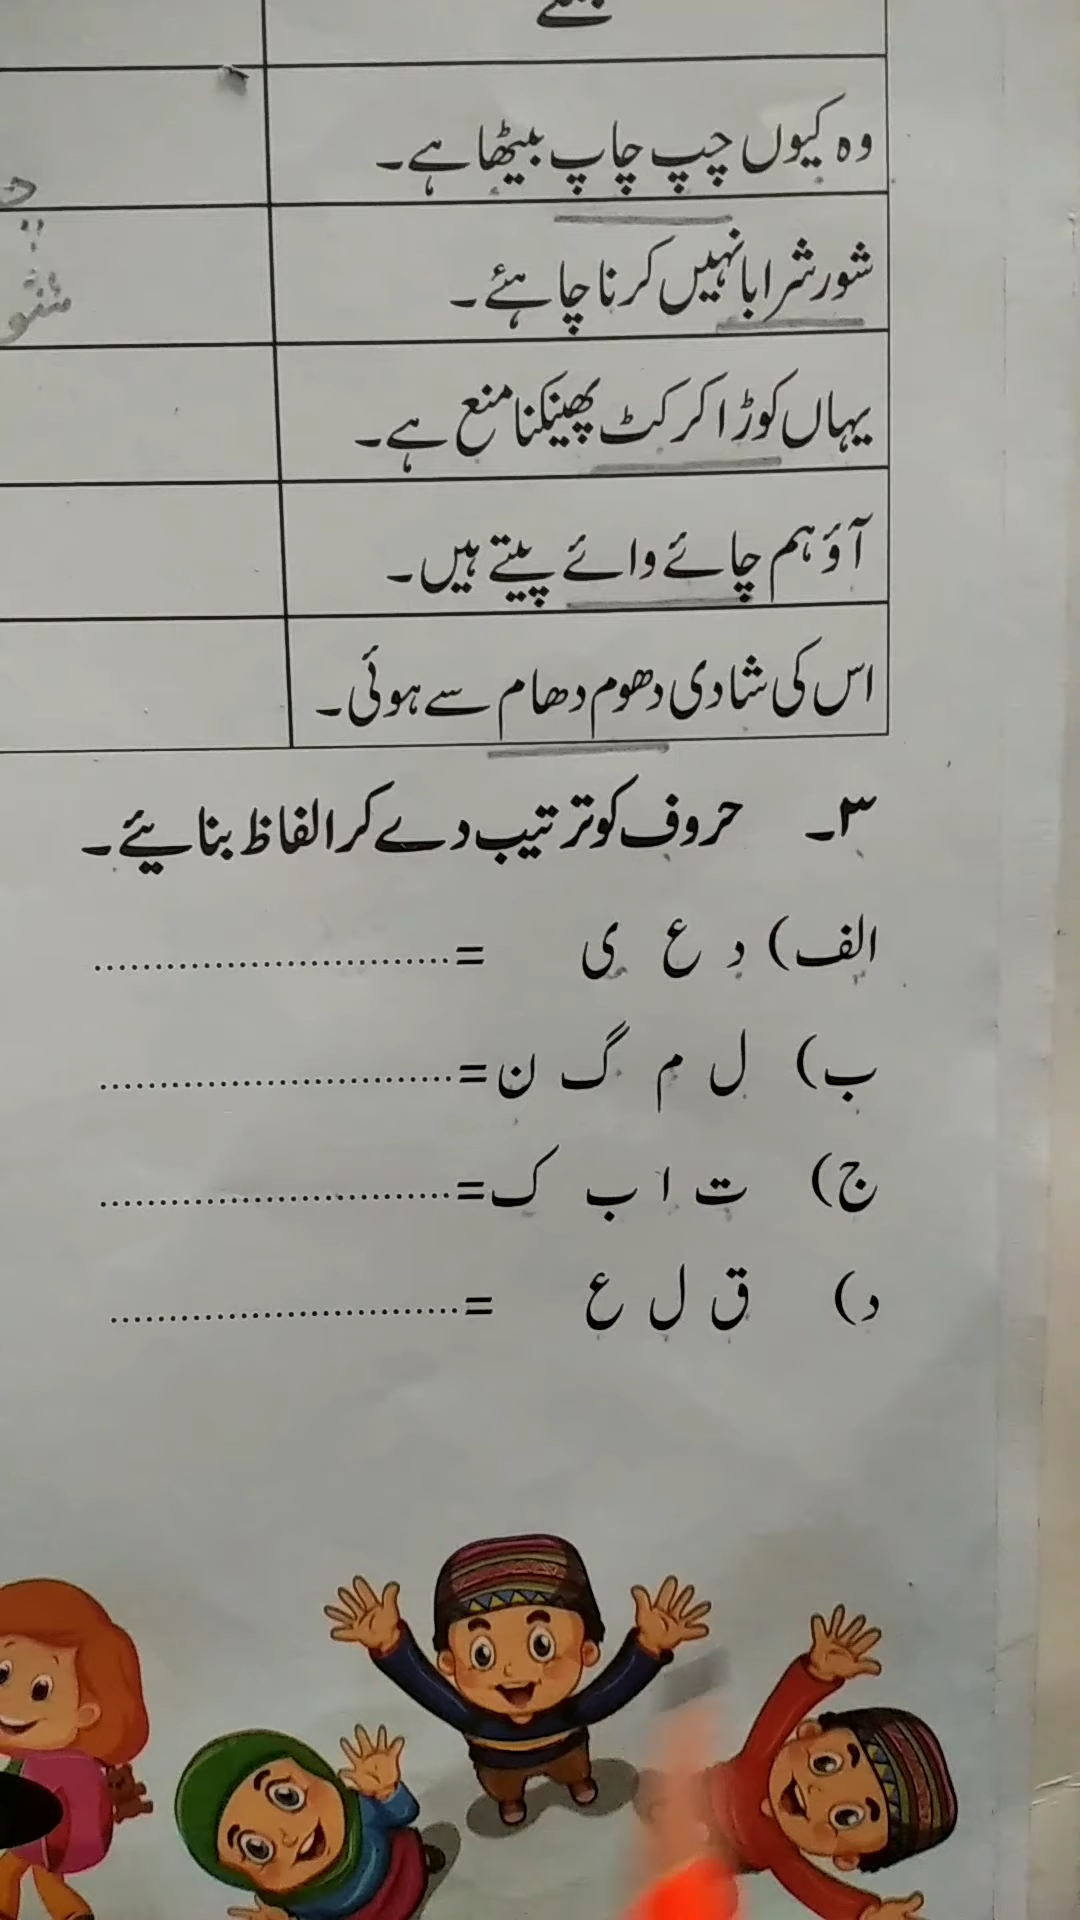 وہ کیوں چپ چاپ بیٹھا ہے۔
شور شرابا نہیں کرنا چاہئے۔
یہاں کوڑا کرکٹ پھینکنا منع ہے۔
آؤ ہم چائے وائے پیتے ہیں۔
اس کی شادی دھوم دھام سے ہوئی۔
۳۔ حروف کو ترتیب دے کر الفاظ بنائیے۔
الف) د ع ی = ..............................
ب) ل م گ ن = ..............................
ج) ت ا ب ک = ..............................
د) ق ل ع = ..............................